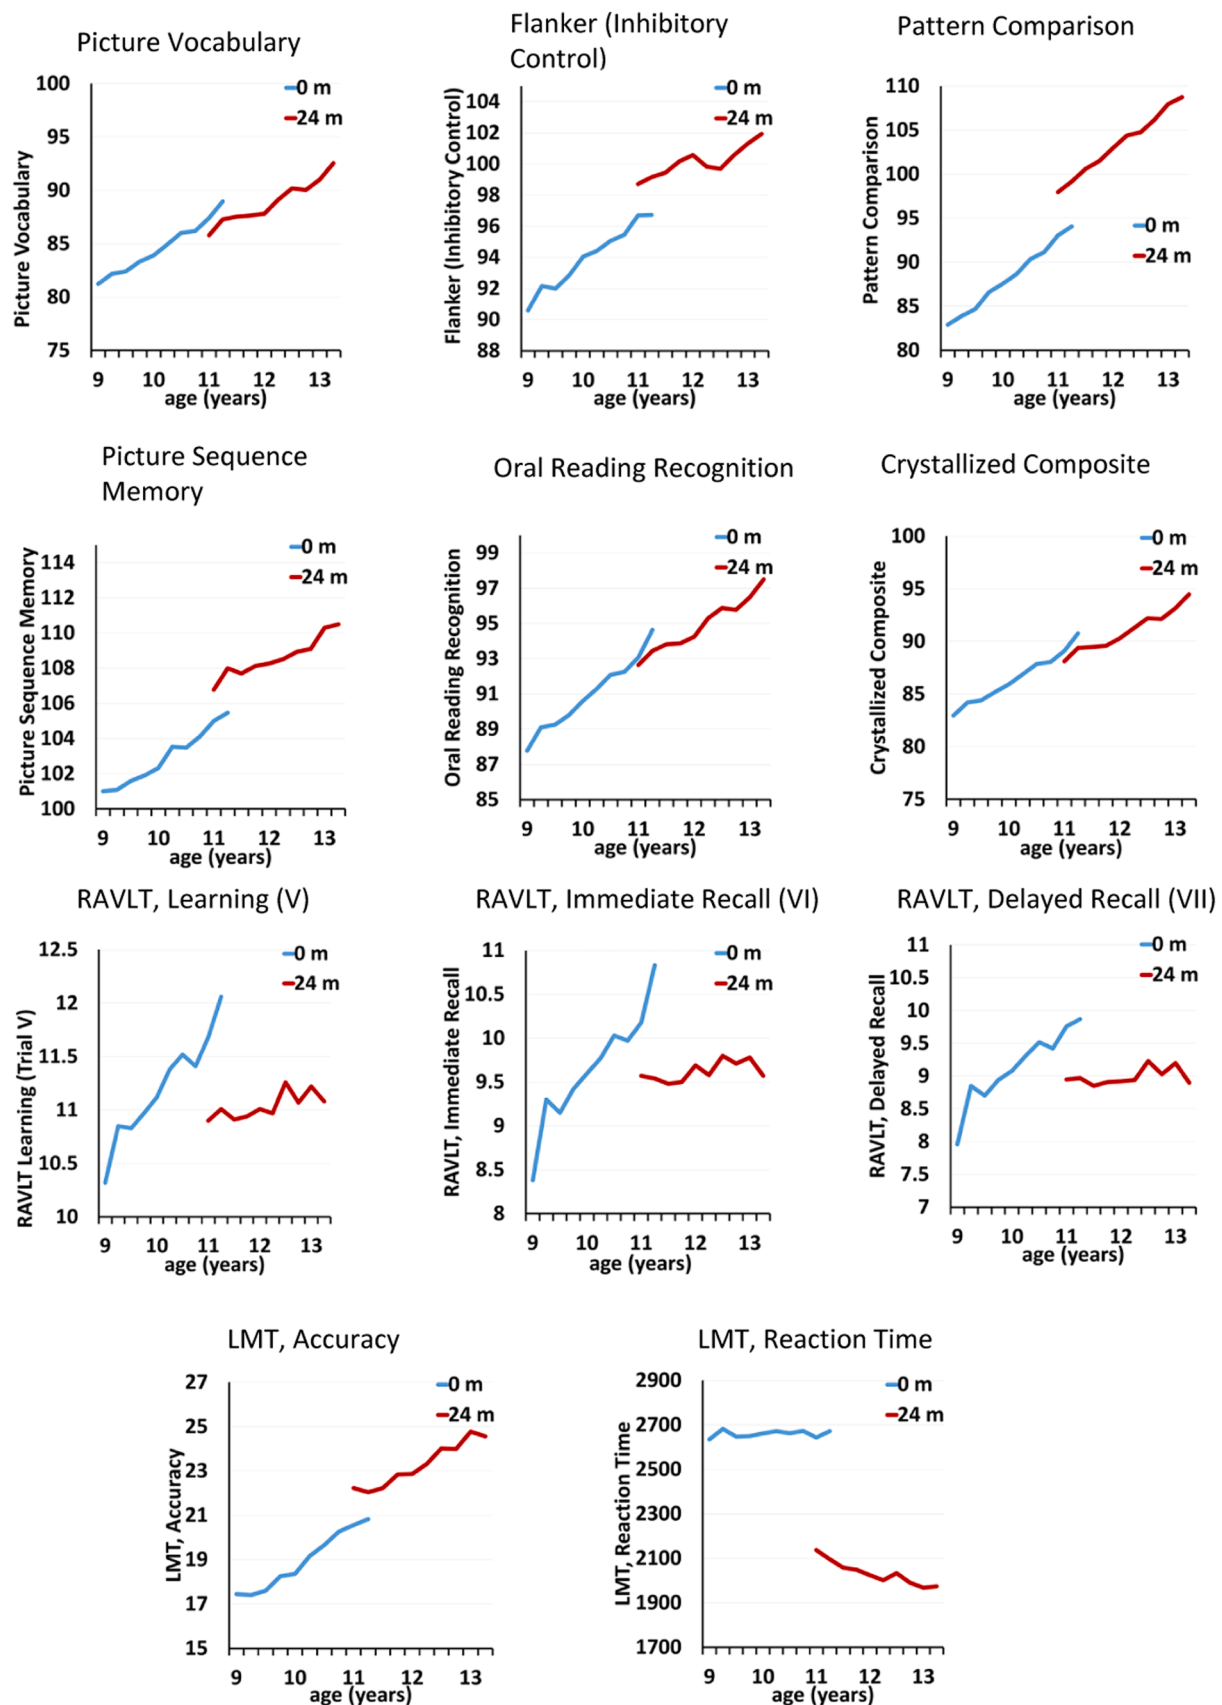 Picture Vocabulary
100
95
90
85
80
75
Picture Vocabulary
0 m
24 m
9 10 11 12 13
age (years)
Flanker (Inhibitory
Control)
104
102
100
98
96
94
92
90
88
Flanker (Inhibitory Control)
0 m
24 m
9 10 11 12 13
age (years)
Pattern Comparison
110
105
100
95
90
85
80
Pattern Comparison
0 m
24 m
9 10 11 12 13
age (years)
Picture Sequence
Memory
114
112
110
108
106
104
102
100
Picture Sequence Memory
0 m
24 m
9 10 11 12 13
age (years)
Oral Reading Recognition
99
97
95
93
91
89
87
85
Oral Reading Recognition
0 m
24 m
9 10 11 12 13
age (years)
Crystallized Composite
100
95
90
85
80
75
Crystallized Composite
0 m
24 m
9 10 11 12 13
age (years)
RAVLT, Learning (V)
12.5
12
11.5
11
10.5
10
RAVLT Learning (Trial V)
0 m
24 m
9 10 11 12 13
age (years)
RAVLT, Immediate Recall (VI)
11
10.5
10
9.5
9
8.5
8
RAVLT, Immediate Recall
0 m
24 m
9 10 11 12 13
age (years)
RAVLT, Delayed Recall (VII)
11
10.5
10
9.5
9
8.5
8
7.5
7
RAVLT, Delayed Recall
0 m
24 m
9 10 11 12 13
age (years)
LMT, Accuracy
27
25
23
21
19
17
15
LMT, Accuracy
0 m
24 m
9 10 11 12 13
age (years)
LMT, Reaction Time
2900
2700
2500
2300
2100
1900
1700
LMT, Reaction Time
0 m
24 m
9 10 11 12 13
age (years)